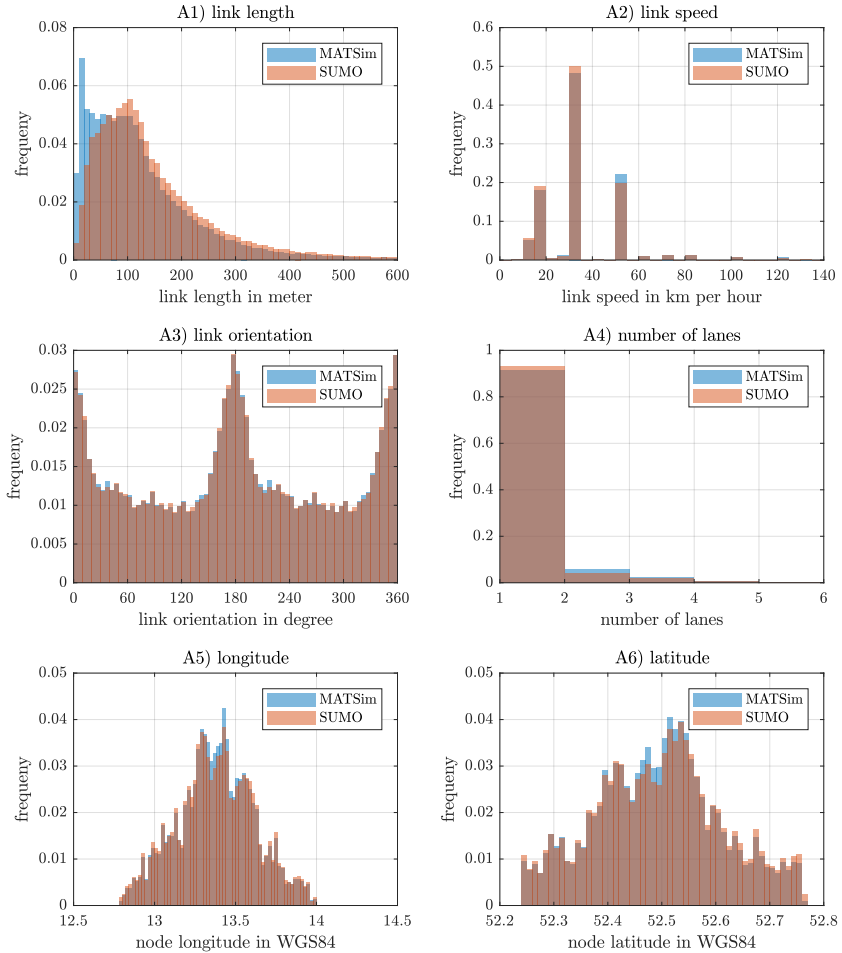 A1) link length
0.08
0.06
0.04
0.02
0
frequeny
MATSim
SUMO
0 100 200 300 400 500 600
link length in meter
A2) link speed
0.6
0.5
0.4
0.3
0.2
0.1
0
frequeny
MATSim
SUMO
0 20 40 60 80 100 120 140
link speed in km per hour
A3) link orientation
0.03
0.025
0.02
0.015
0.01
0.005
0
frequeny
MATSim
SUMO
0 60 120 180 240 300 360
link orientation in degree
A4) number of lanes
1
0.8
0.6
0.4
0.2
0
frequeny
MATSim
SUMO
1 2 3 4 5 6
number of lanes
A5) longitude
0.05
0.04
0.03
0.02
0.01
0
frequeny
MATSim
SUMO
12.5 13 13.5 14 14.5
node longitude in WGS84
A6) latitude
0.05
0.04
0.03
0.02
0.01
0
frequeny
MATSim
SUMO
52.2 52.3 52.4 52.5 52.6 52.7 52.8
node latitude in WGS84